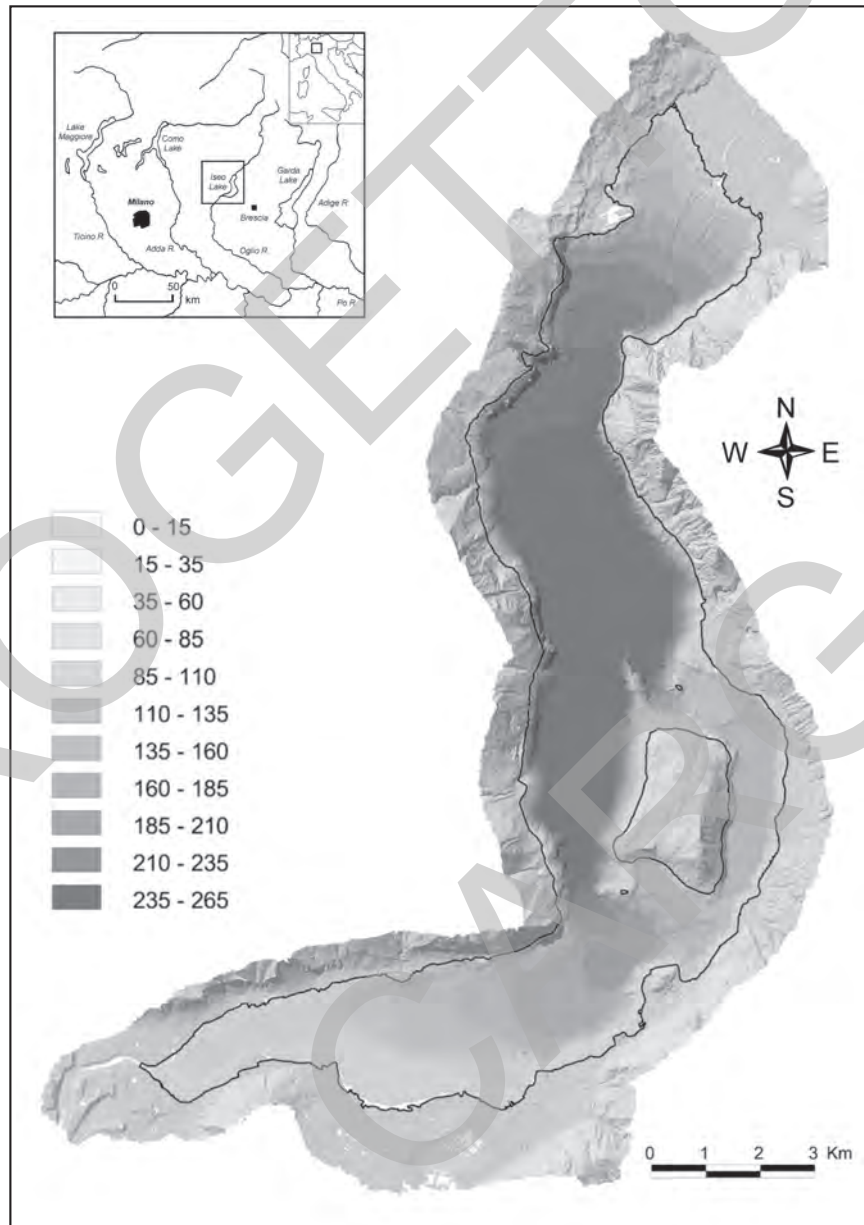 Lake
Maggiore
Como
Lake
Iseo
Lake
Garda
Lake
Milano
Brescia
Adige R
Ticino R.
Adda R.
Oglio R.
Po R.
0 50
km
N
W E
S
0 - 15
15 - 35
35 - 60
60 - 85
85 - 110
110 - 135
135 - 160
160 - 185
185 - 210
210 - 235
235 - 265
0 1 2 3 Km
OGETTO
CARG